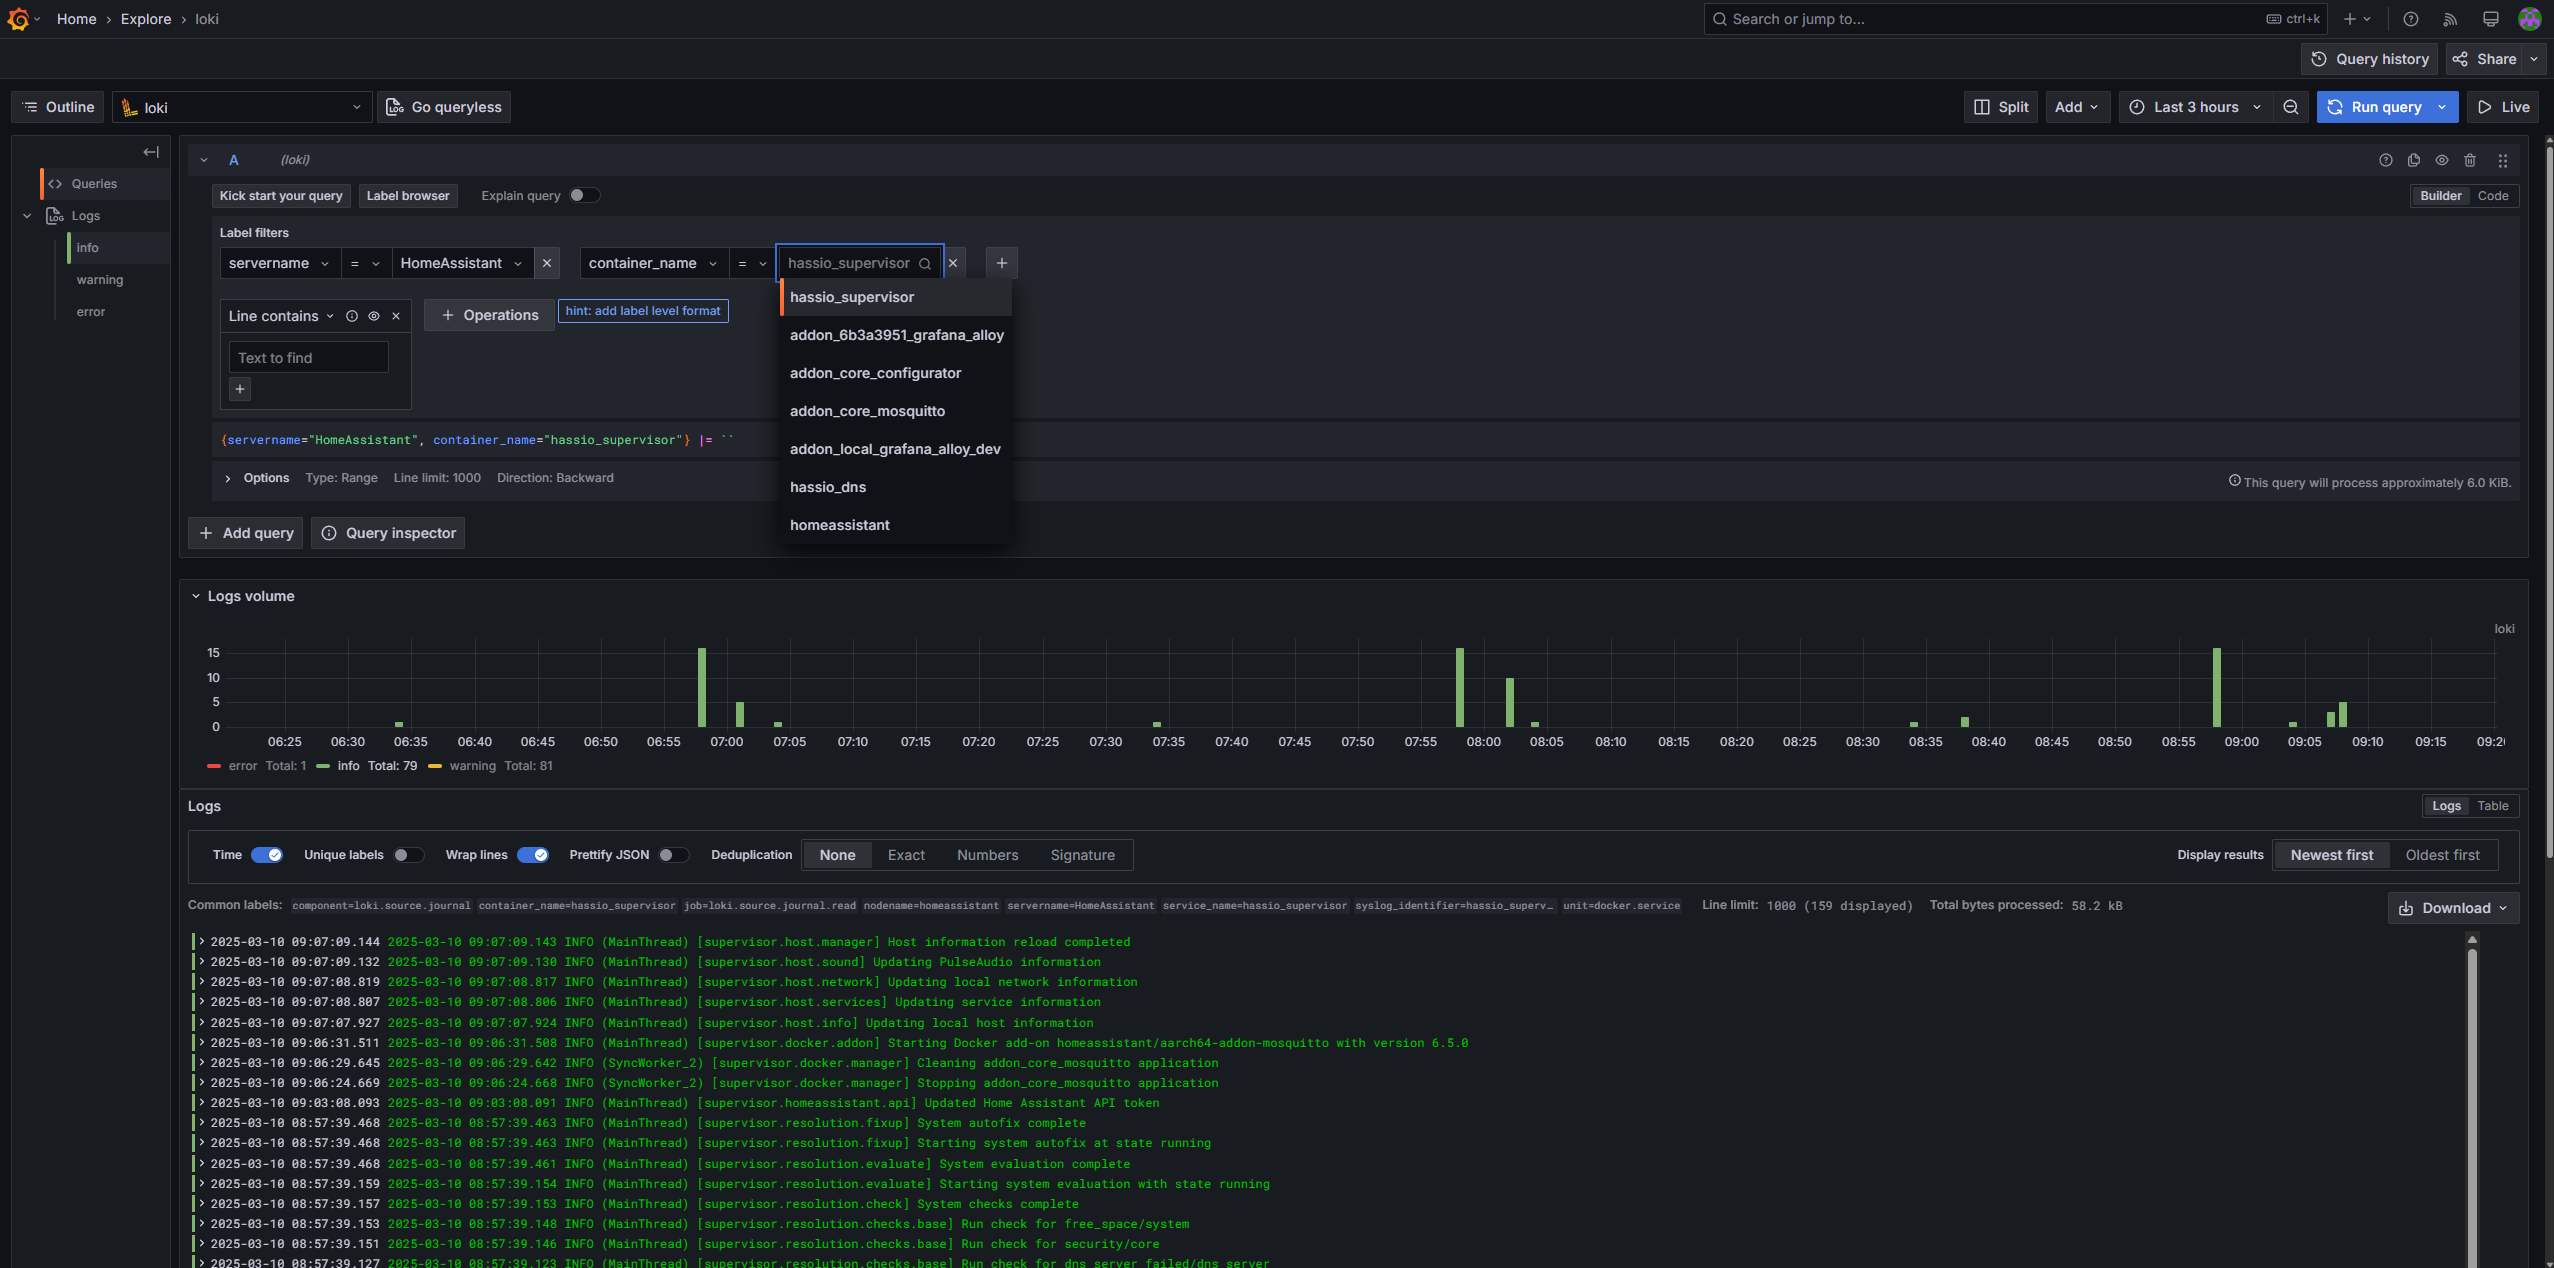 Home › Explore › loki
Search or jump to...
ctrl+k
Query history
Share
Outline
loki
Go queryless
Split
Add
Last 3 hours
Run query
Live
Queries
Logs
info
warning
error
A (loki)
Kick start your query
Label browser
Explain query
Builder
Code
Label filters
servername = HomeAssistant
container_name = hassio_supervisor
hassio_supervisor
addon_6b3a3951_grafana_alloy
addon_core_configurator
addon_core_mosquitto
addon_local_grafana_alloy_dev
hassio_dns
homeassistant
Line contains
Operations
hint: add label level format
Text to find
{servername="HomeAssistant", container_name="hassio_supervisor"} |= ``
Options Type: Range Line limit: 1000 Direction: Backward
This query will process approximately 6.0 KiB.
Add query
Query inspector
Logs volume
loki
15
10
5
0
06:25 06:30 06:35 06:40 06:45 06:50 06:55 07:00 07:05 07:10 07:15 07:20 07:25 07:30 07:35 07:40 07:45 07:50 07:55 08:00 08:05 08:10 08:15 08:20 08:25 08:30 08:35 08:40 08:45 08:50 08:55 09:00 09:05 09:10 09:15
error Total: 1 info Total: 79 warning Total: 81
Logs
Logs
Table
Time Unique labels Wrap lines Prettify JSON Deduplication None Exact Numbers Signature
Display results Newest first Oldest first
Common labels: component=loki.source.journal container_name=hassio_supervisor job=loki.source.journal.read nodename=homeassistant servername=HomeAssistant service_name=hassio_supervisor syslog_identifier=hassio_superv… unit=docker.service Line limit: 1000 (159 displayed) Total bytes processed: 58.2 kB
Download
2025-03-10 09:07:09.144 2025-03-10 09:07:09.143 INFO (MainThread) [supervisor.host.manager] Host information reload completed
2025-03-10 09:07:09.132 2025-03-10 09:07:09.130 INFO (MainThread) [supervisor.host.sound] Updating PulseAudio information
2025-03-10 09:07:08.819 2025-03-10 09:07:08.817 INFO (MainThread) [supervisor.host.network] Updating local network information
2025-03-10 09:07:08.807 2025-03-10 09:07:08.806 INFO (MainThread) [supervisor.host.services] Updating service information
2025-03-10 09:07:07.927 2025-03-10 09:07:07.924 INFO (MainThread) [supervisor.host.info] Updating local host information
2025-03-10 09:06:31.511 2025-03-10 09:06:31.508 INFO (MainThread) [supervisor.docker.addon] Starting Docker add-on homeassistant/aarch64-addon-mosquitto with version 6.5.0
2025-03-10 09:06:29.645 2025-03-10 09:06:29.642 INFO (SyncWorker_2) [supervisor.docker.manager] Cleaning addon_core_mosquitto application
2025-03-10 09:06:24.669 2025-03-10 09:06:24.668 INFO (SyncWorker_2) [supervisor.docker.manager] Stopping addon_core_mosquitto application
2025-03-10 09:03:08.093 2025-03-10 09:03:08.091 INFO (MainThread) [supervisor.homeassistant.api] Updated Home Assistant API token
2025-03-10 08:57:39.468 2025-03-10 08:57:39.463 INFO (MainThread) [supervisor.resolution.fixup] System autofix complete
2025-03-10 08:57:39.468 2025-03-10 08:57:39.463 INFO (MainThread) [supervisor.resolution.fixup] Starting system autofix at state running
2025-03-10 08:57:39.468 2025-03-10 08:57:39.461 INFO (MainThread) [supervisor.resolution.evaluate] System evaluation complete
2025-03-10 08:57:39.159 2025-03-10 08:57:39.154 INFO (MainThread) [supervisor.resolution.evaluate] Starting system evaluation with state running
2025-03-10 08:57:39.157 2025-03-10 08:57:39.153 INFO (MainThread) [supervisor.resolution.check] System checks complete
2025-03-10 08:57:39.153 2025-03-10 08:57:39.148 INFO (MainThread) [supervisor.resolution.checks.base] Run check for free_space/system
2025-03-10 08:57:39.151 2025-03-10 08:57:39.146 INFO (MainThread) [supervisor.resolution.checks.base] Run check for security/core
2025-03-10 08:57:39.127 2025-03-10 08:57:39.123 INFO (MainThread) [supervisor.resolution.checks.base] Run check for dns_server_failed/dns_server